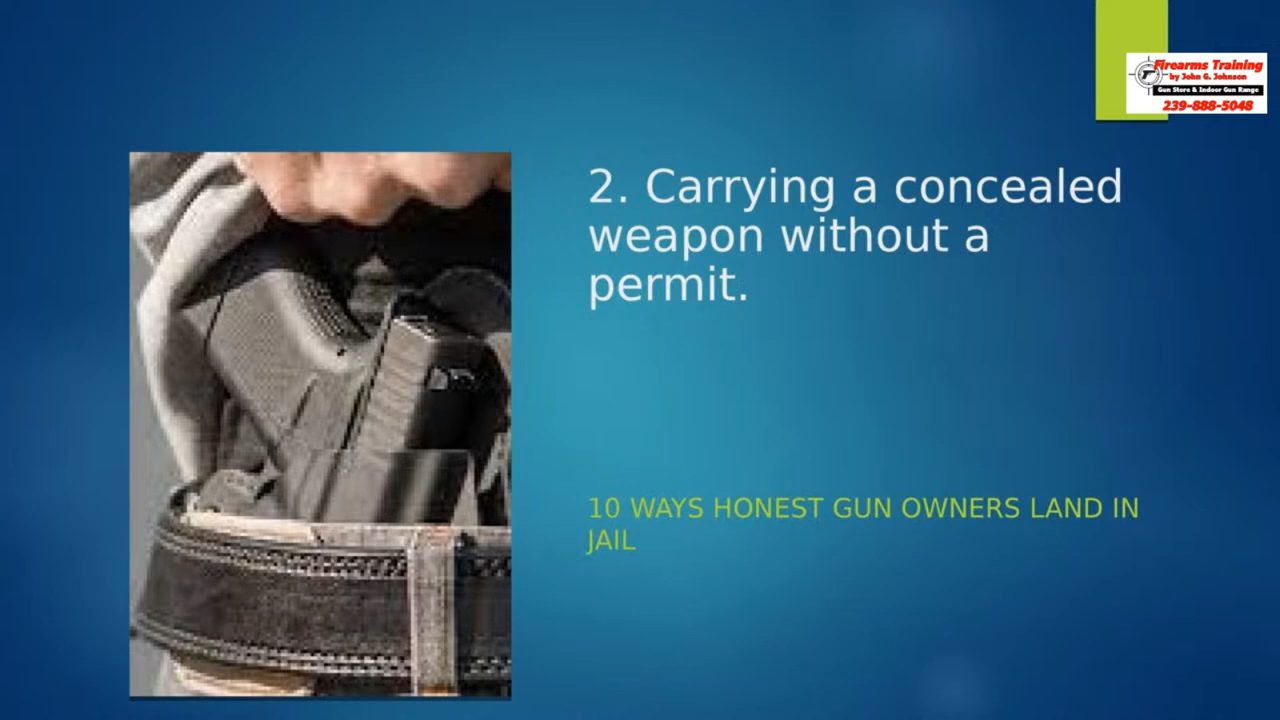 Firearms Training
by John G. Johnson
Gun Store & Indoor Gun Range
239-888-5048
2. Carrying a concealed
weapon without a
permit.
10 WAYS HONEST GUN OWNERS LAND IN
JAIL